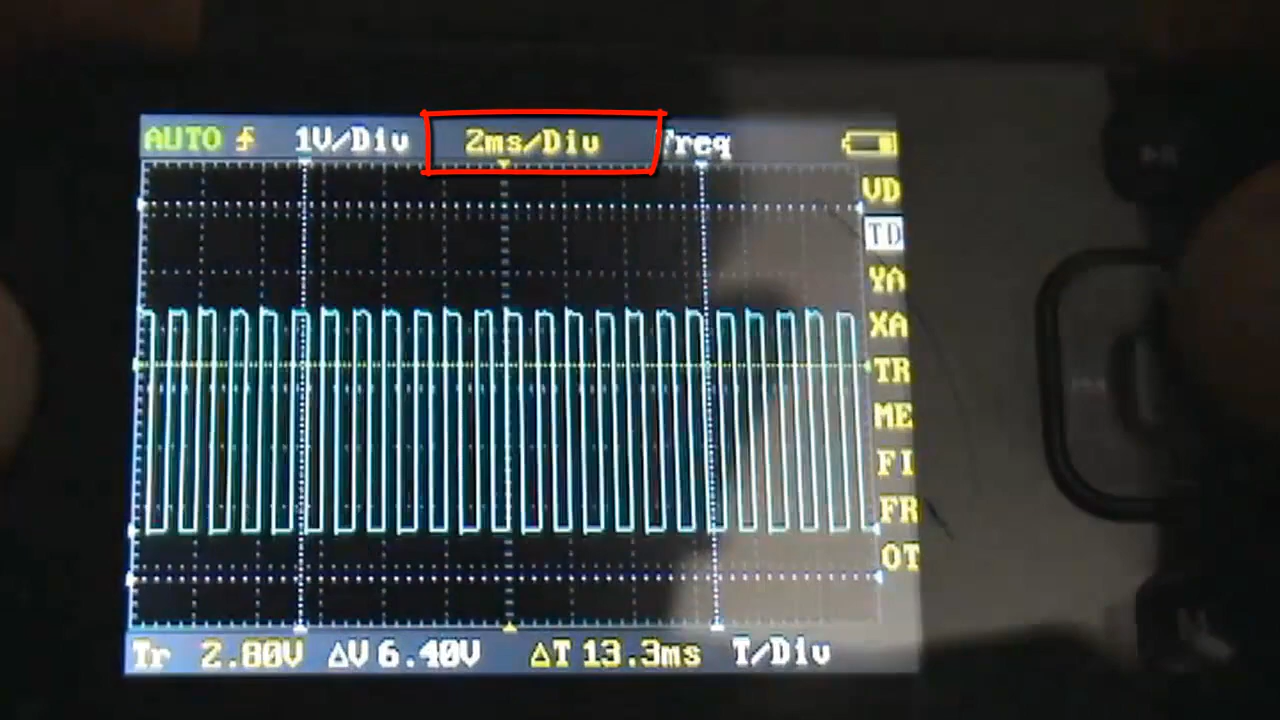 AUTO 1V/Div 2ms/Div Freq
VD
TD
YA
XA
TR
ME
FI
FR
OT
Tr 2.80V ΔV 6.40V ΔT 13.3ms T/Div